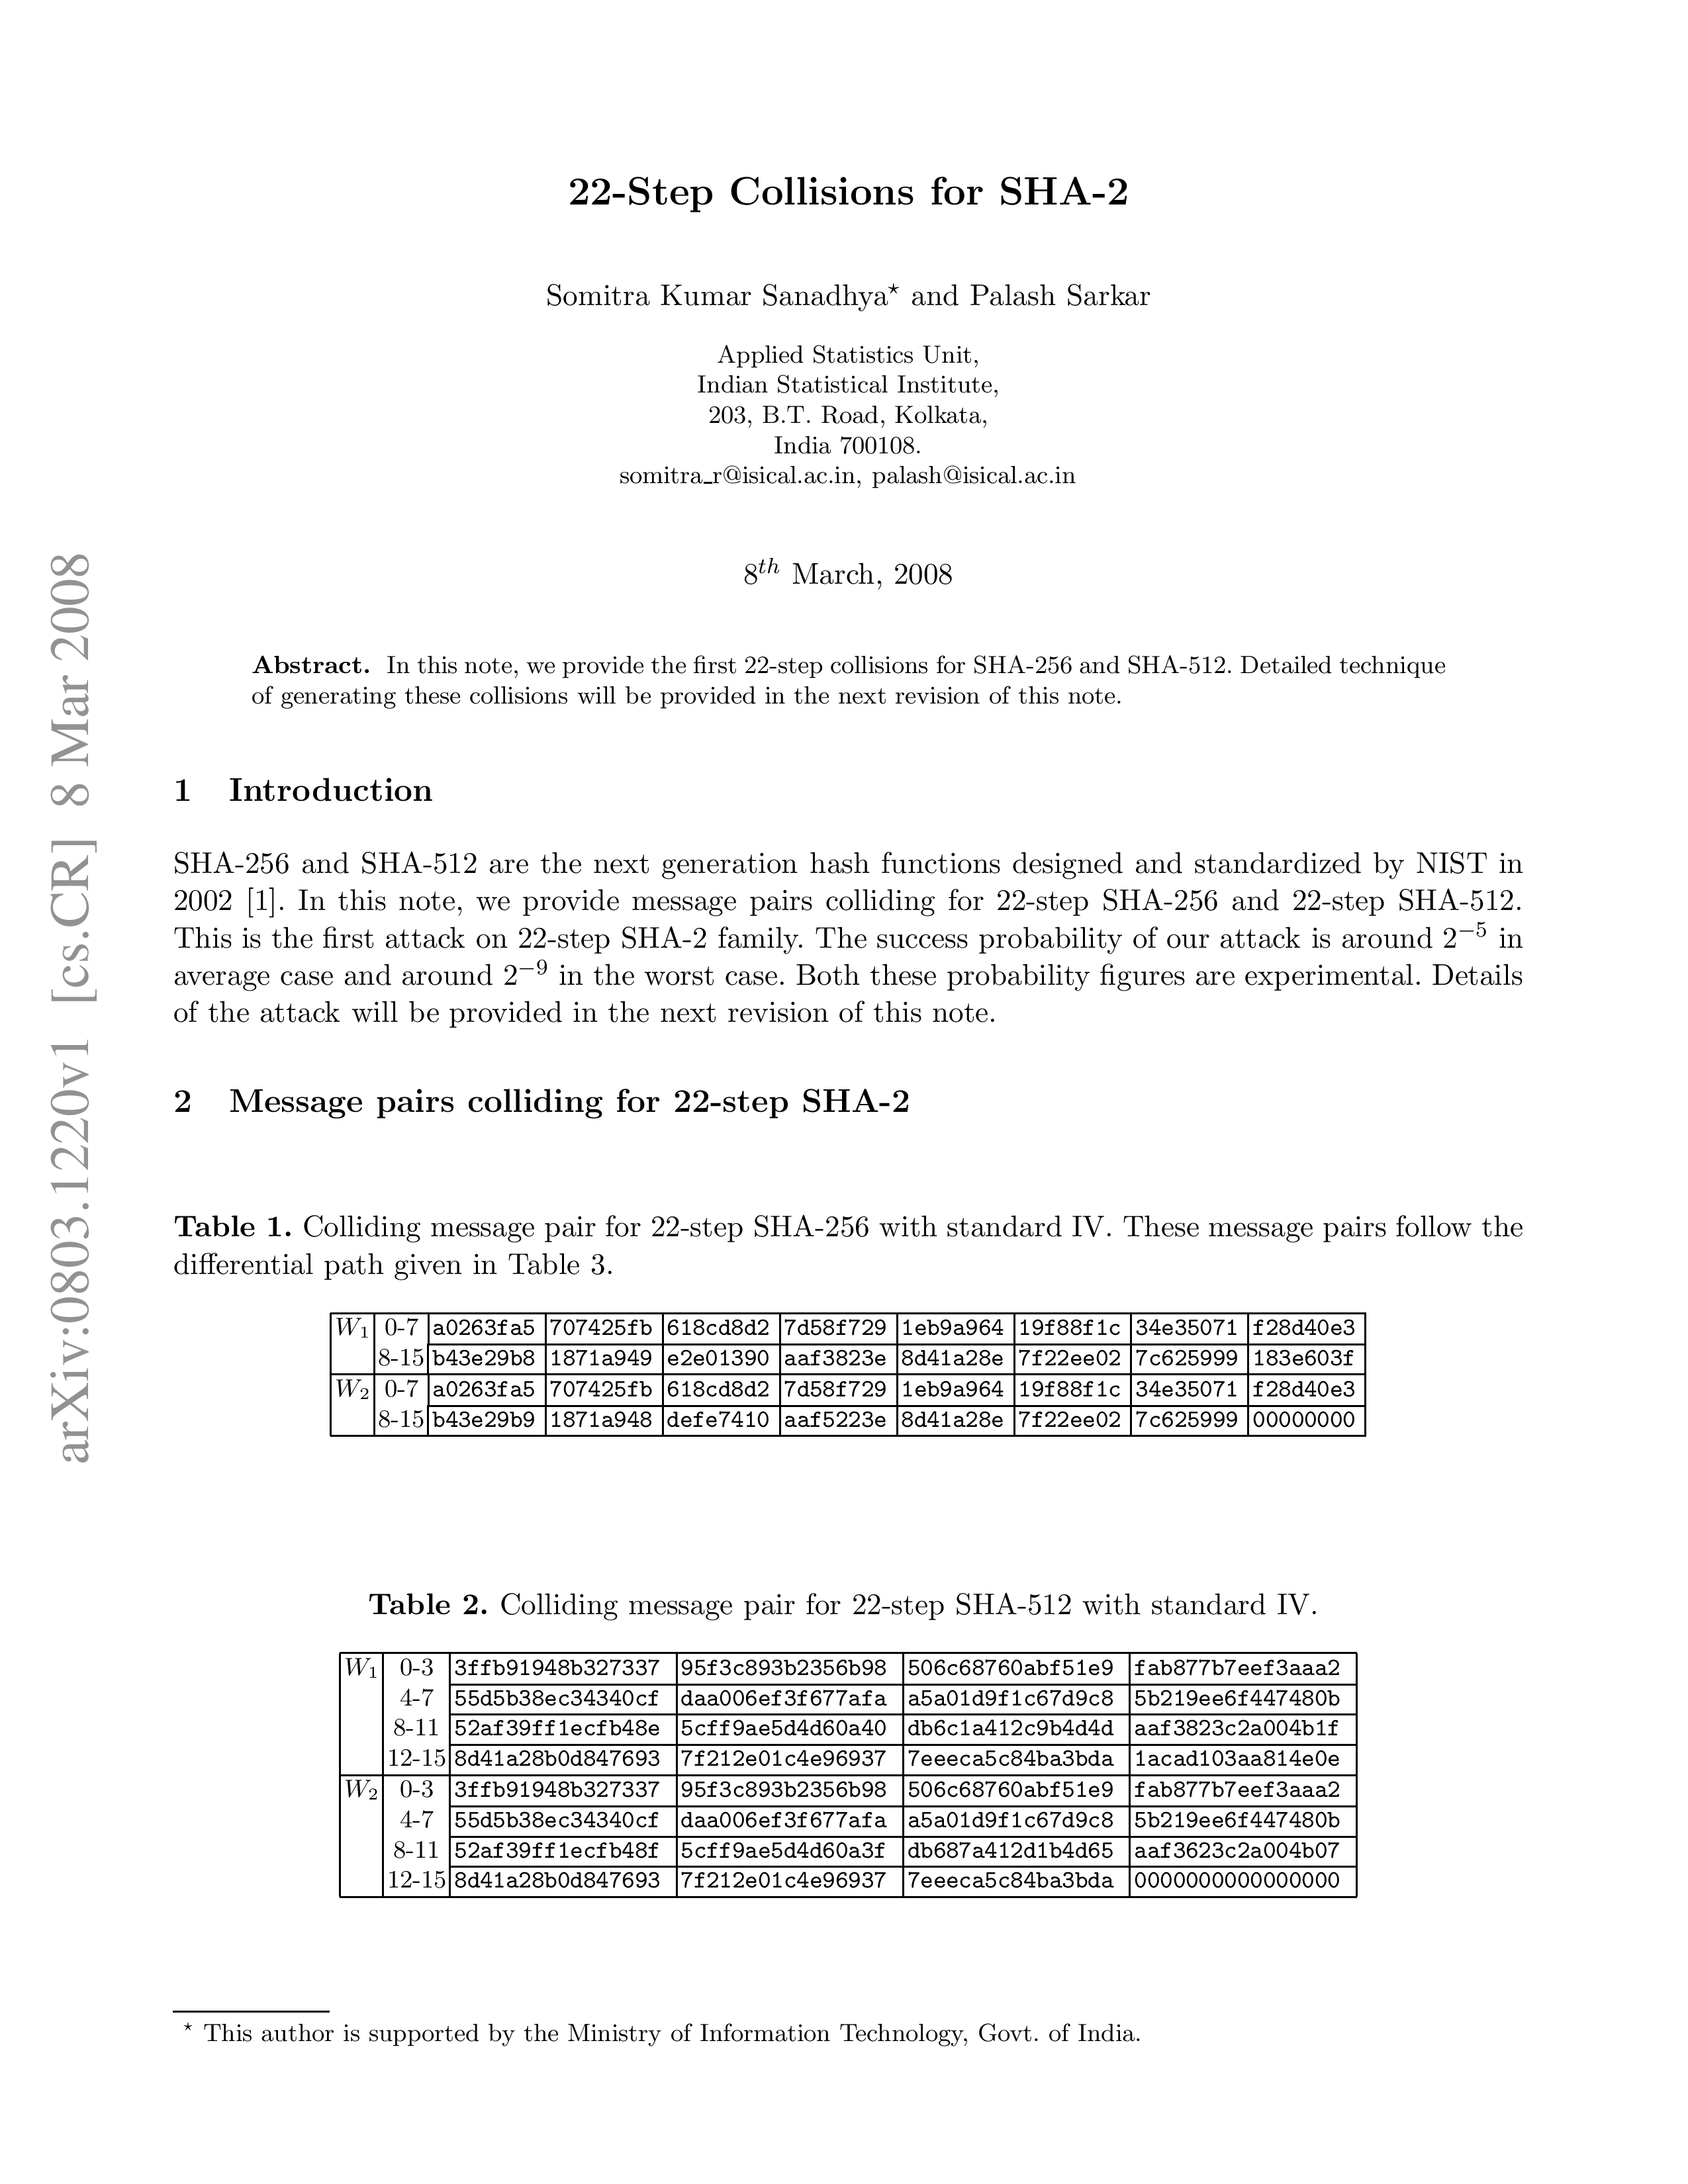 22-Step Collisions for SHA-2
Somitra Kumar Sanadhya⋆ and Palash Sarkar
Applied Statistics Unit,
Indian Statistical Institute,
203, B.T. Road, Kolkata,
India 700108.
somitra_r@isical.ac.in, palash@isical.ac.in
8th March, 2008
Abstract. In this note, we provide the first 22-step collisions for SHA-256 and SHA-512. Detailed technique
of generating these collisions will be provided in the next revision of this note.
1 Introduction
SHA-256 and SHA-512 are the next generation hash functions designed and standardized by NIST in
2002 [1]. In this note, we provide message pairs colliding for 22-step SHA-256 and 22-step SHA-512.
This is the first attack on 22-step SHA-2 family. The success probability of our attack is around 2−5 in
average case and around 2−9 in the worst case. Both these probability figures are experimental. Details
of the attack will be provided in the next revision of this note.
2 Message pairs colliding for 22-step SHA-2
Table 1. Colliding message pair for 22-step SHA-256 with standard IV. These message pairs follow the
differential path given in Table 3.
W1 0-7 a0263fa5 707425fb 618cd8d2 7d58f729 1eb9a964 19f88f1c 34e35071 f28d40e3
8-15 b43e29b8 1871a949 e2e01390 aaf3823e 8d41a28e 7f22ee02 7c625999 183e603f
W2 0-7 a0263fa5 707425fb 618cd8d2 7d58f729 1eb9a964 19f88f1c 34e35071 f28d40e3
8-15 b43e29b9 1871a948 defe7410 aaf5223e 8d41a28e 7f22ee02 7c625999 00000000
Table 2. Colliding message pair for 22-step SHA-512 with standard IV.
W1 0-3 3ffb91948b327337 95f3c893b2356b98 506c68760abf51e9 fab877b7eef3aaa2
4-7 55d5b38ec34340cf daa006ef3f677afa a5a01d9f1c67d9c8 5b219ee6f447480b
8-11 52af39ff1ecfb48e 5cff9ae5d4d60a40 db6c1a412c9b4d4d aaf3823c2a004b1f
12-15 8d41a28b0d847693 7f212e01c4e96937 7eeeca5c84ba3bda 1acad103aa814e0e
W2 0-3 3ffb91948b327337 95f3c893b2356b98 506c68760abf51e9 fab877b7eef3aaa2
4-7 55d5b38ec34340cf daa006ef3f677afa a5a01d9f1c67d9c8 5b219ee6f447480b
8-11 52af39ff1ecfb48f 5cff9ae5d4d60a3f db687a412d1b4d65 aaf3623c2a004b07
12-15 8d41a28b0d847693 7f212e01c4e96937 7eeeca5c84ba3bda 0000000000000000
⋆ This author is supported by the Ministry of Information Technology, Govt. of India.
arXiv:0803.1220v1 [cs.CR] 8 Mar 2008